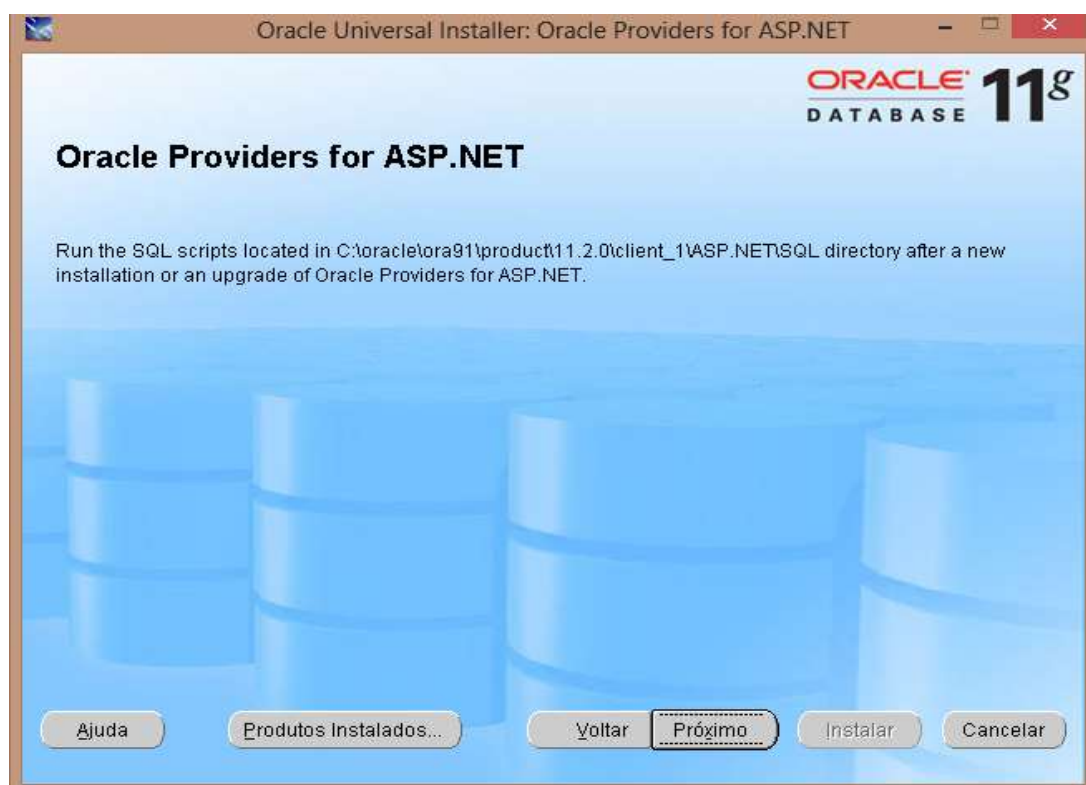 Oracle Universal Installer: Oracle Providers for ASP.NET
ORACLE 11g
DATABASE
Oracle Providers for ASP.NET
Run the SQL scripts located in C:\oracle\ora91\product\11.2.0\client_1\ASP.NET\SQL directory after a new
installation or an upgrade of Oracle Providers for ASP.NET.
Ajuda Produtos Instalados... Voltar Próximo Instalar Cancelar